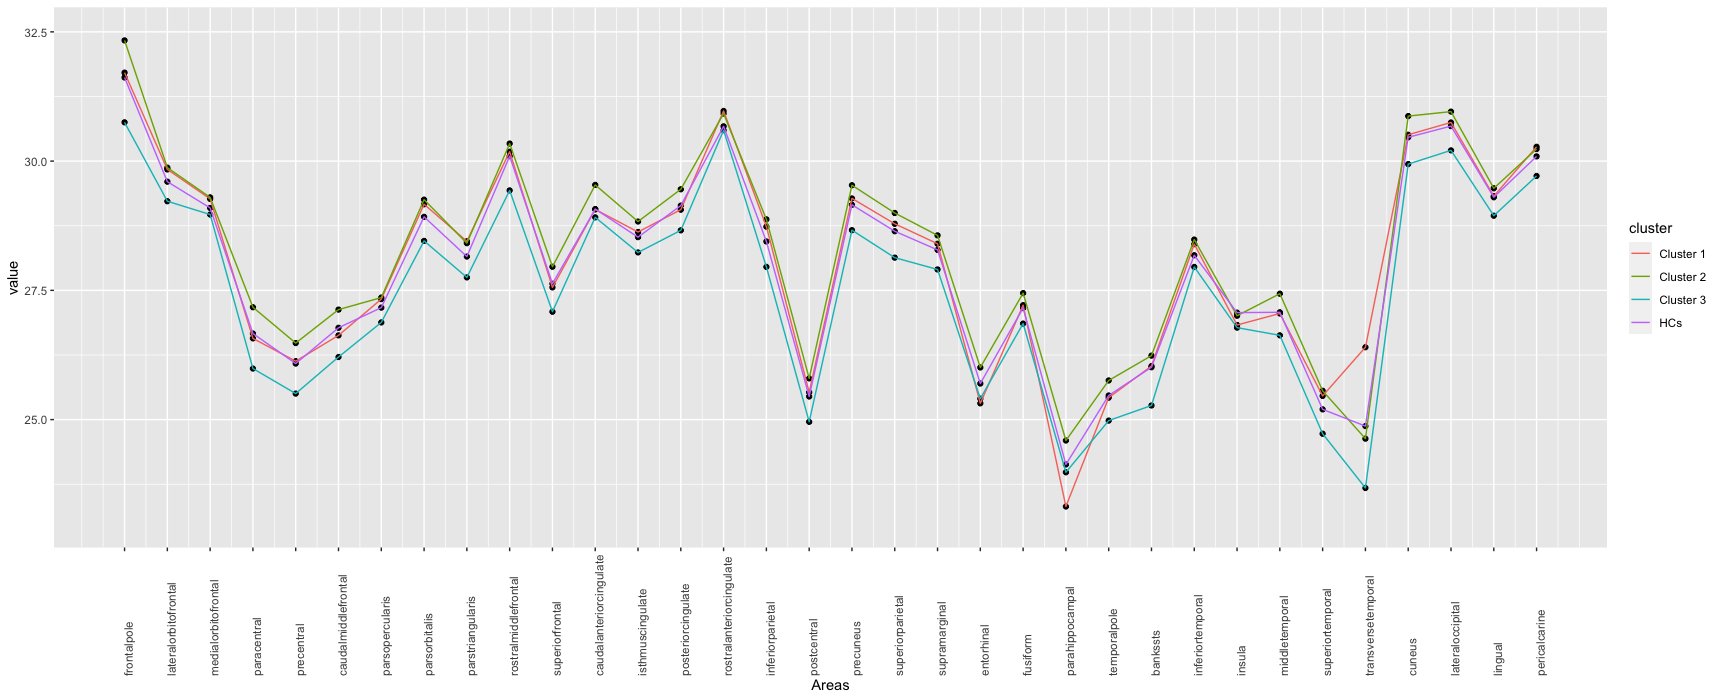 32.5
30.0
27.5
25.0
value
frontalpole
lateralorbitofrontal
medialorbitofrontal
paracentral
precentral
caudalmiddlefrontal
parsopercularis
parsorbitalis
parstriangularis
rostralmiddlefrontal
superiorfrontal
caudalanteriorcingulate
isthmuscingulate
posteriorcingulate
rostralanteriorcingulate
inferiorparietal
postcentral
precuneus
superiorparietal
supramarginal
entorhinal
fusiform
parahippocampal
temporalpole
bankssts
inferiortemporal
insula
middletemporal
superiortemporal
transversetemporal
cuneus
lateraloccipital
lingual
pericalcarine
Areas
cluster
Cluster 1
Cluster 2
Cluster 3
HCs